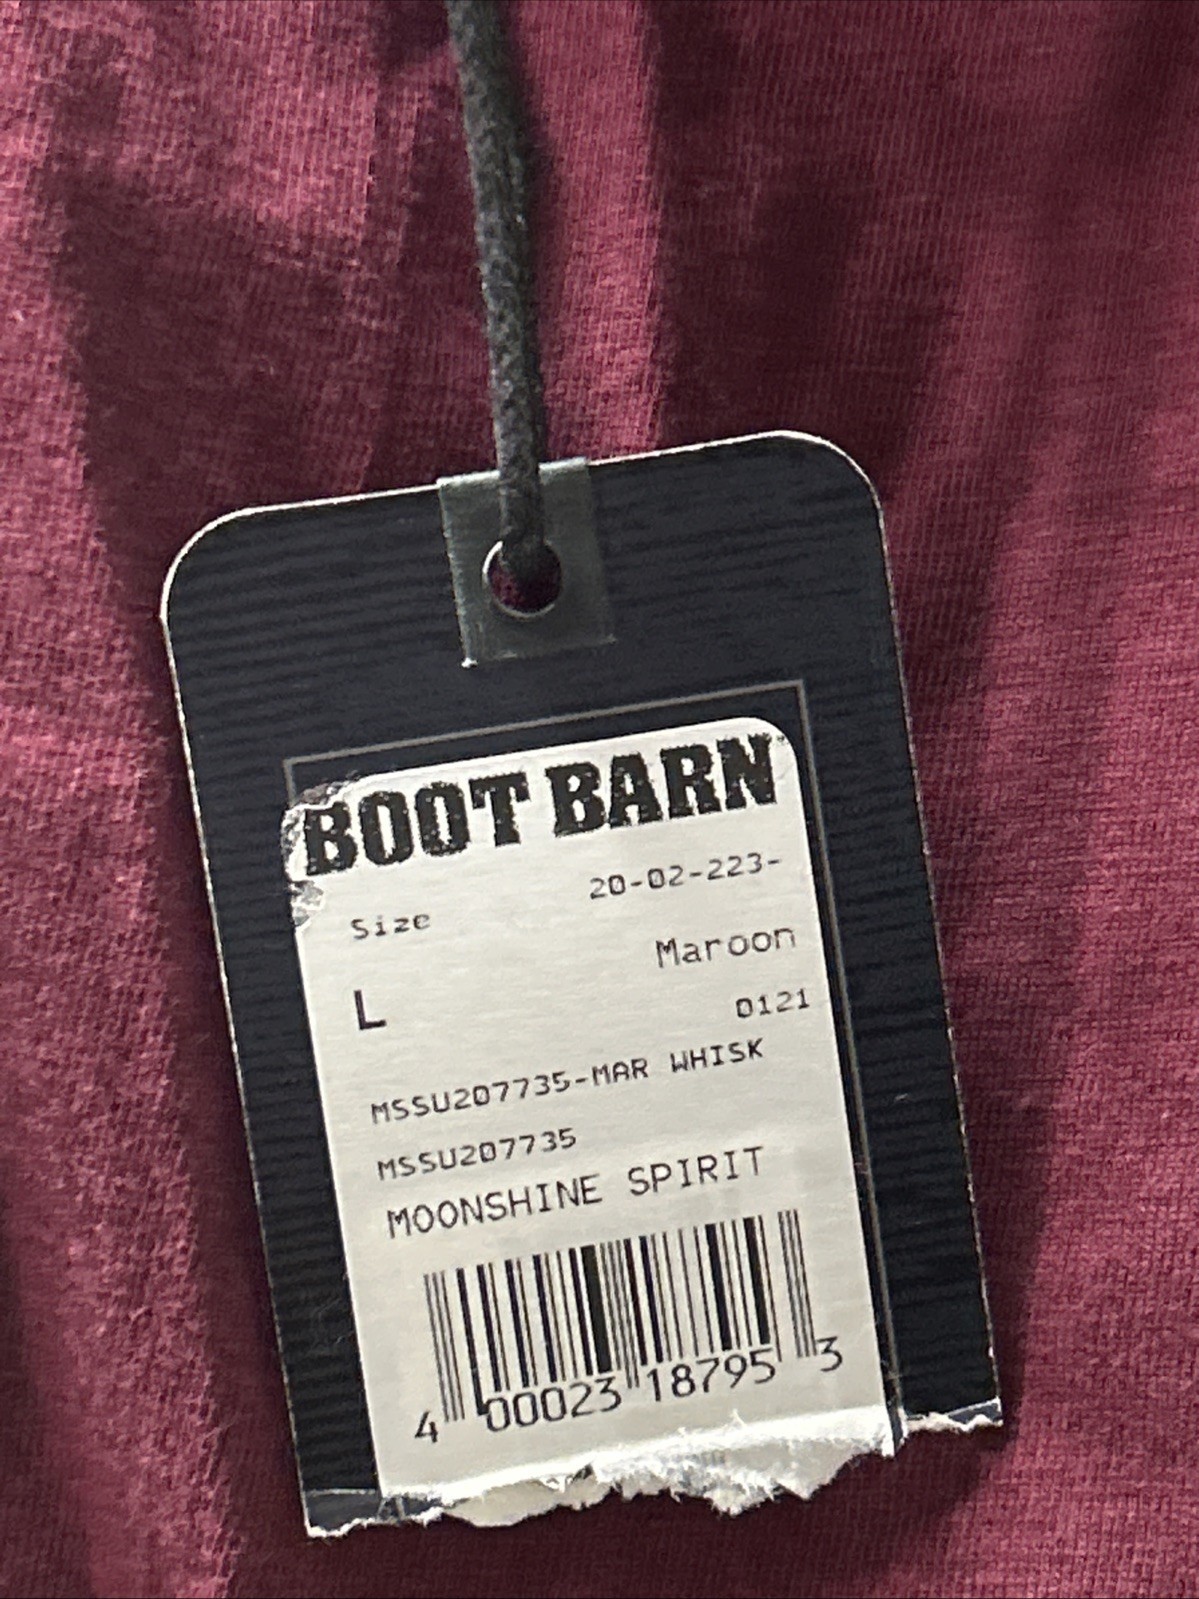 BOOT BARN
20-02-223-
Size
Maroon
L
0121
MSSU207735-MAR WHISK
MSSU207735
MOONSHINE SPIRIT
4 00023 18795 3